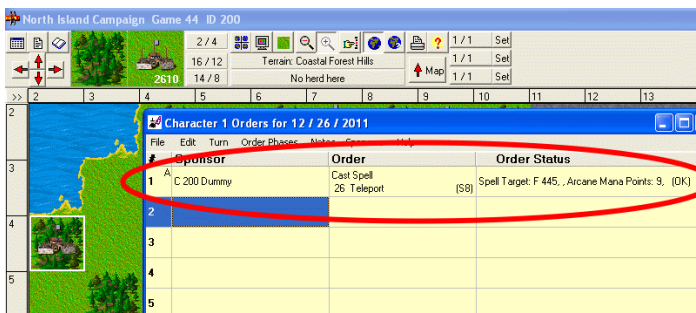 North Island Campaign Game 44 ID 200
2 / 4
1 / 1 Set
16 / 12 Terrain: Coastal Forest Hills 1 / 1 Set
2610 14 / 8 No herd here Map 1 / 1 Set
>> 2 3 4 5 6 7 8 9 10 11 12 13
2
Character 1 Orders for 12 / 26 / 2011
File Edit Turn Order Phases Notes Help
# Sponsor Order Order Status
3
A
1 C 200 Dummy Cast Spell
26 Teleport (S8) Spell Target: F 445, , Arcane Mana Points: 9, (OK)
2
4
3
4
5
5